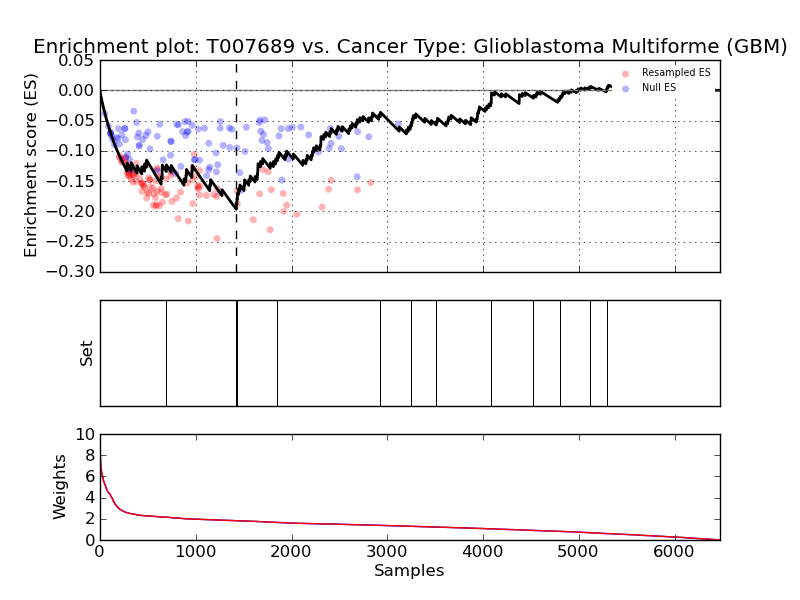 Enrichment plot: T007689 vs. Cancer Type: Glioblastoma Multiforme (GBM)
Enrichment score (ES)
0.05
0.00
−0.05
−0.10
−0.15
−0.20
−0.25
−0.30
Resampled ES
Null ES
Set
Weights
10
8
6
4
2
0
0 1000 2000 3000 4000 5000 6000
Samples